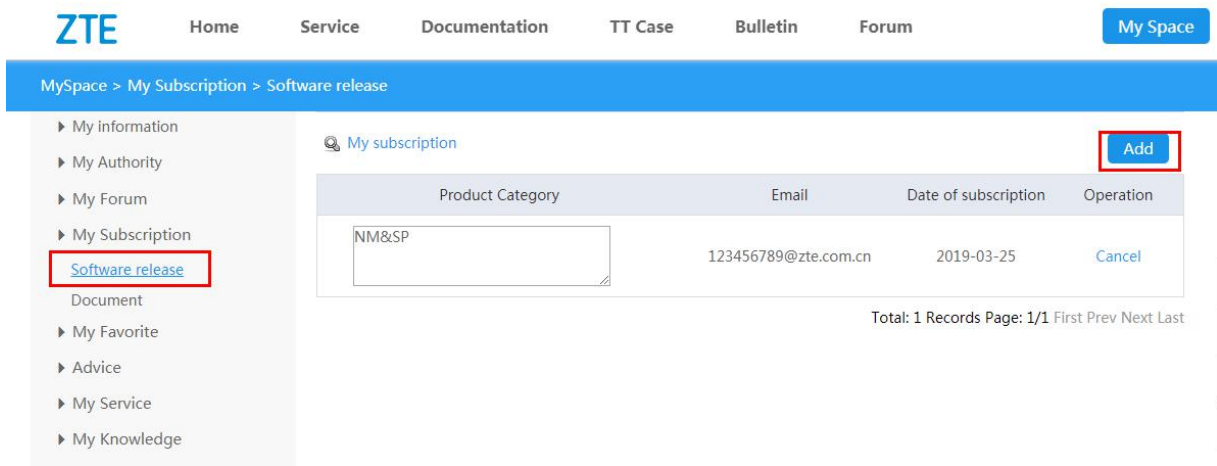 ZTE Home Service Documentation TT Case Bulletin Forum My Space
MySpace > My Subscription > Software release
My information
My Authority
My Forum
My Subscription
Software release
Document
My Favorite
Advice
My Service
My Knowledge
My subscription
Add
Product Category Email Date of subscription Operation
NM&SP 123456789@zte.com.cn 2019-03-25 Cancel
Total: 1 Records Page: 1/1 First Prev Next Last